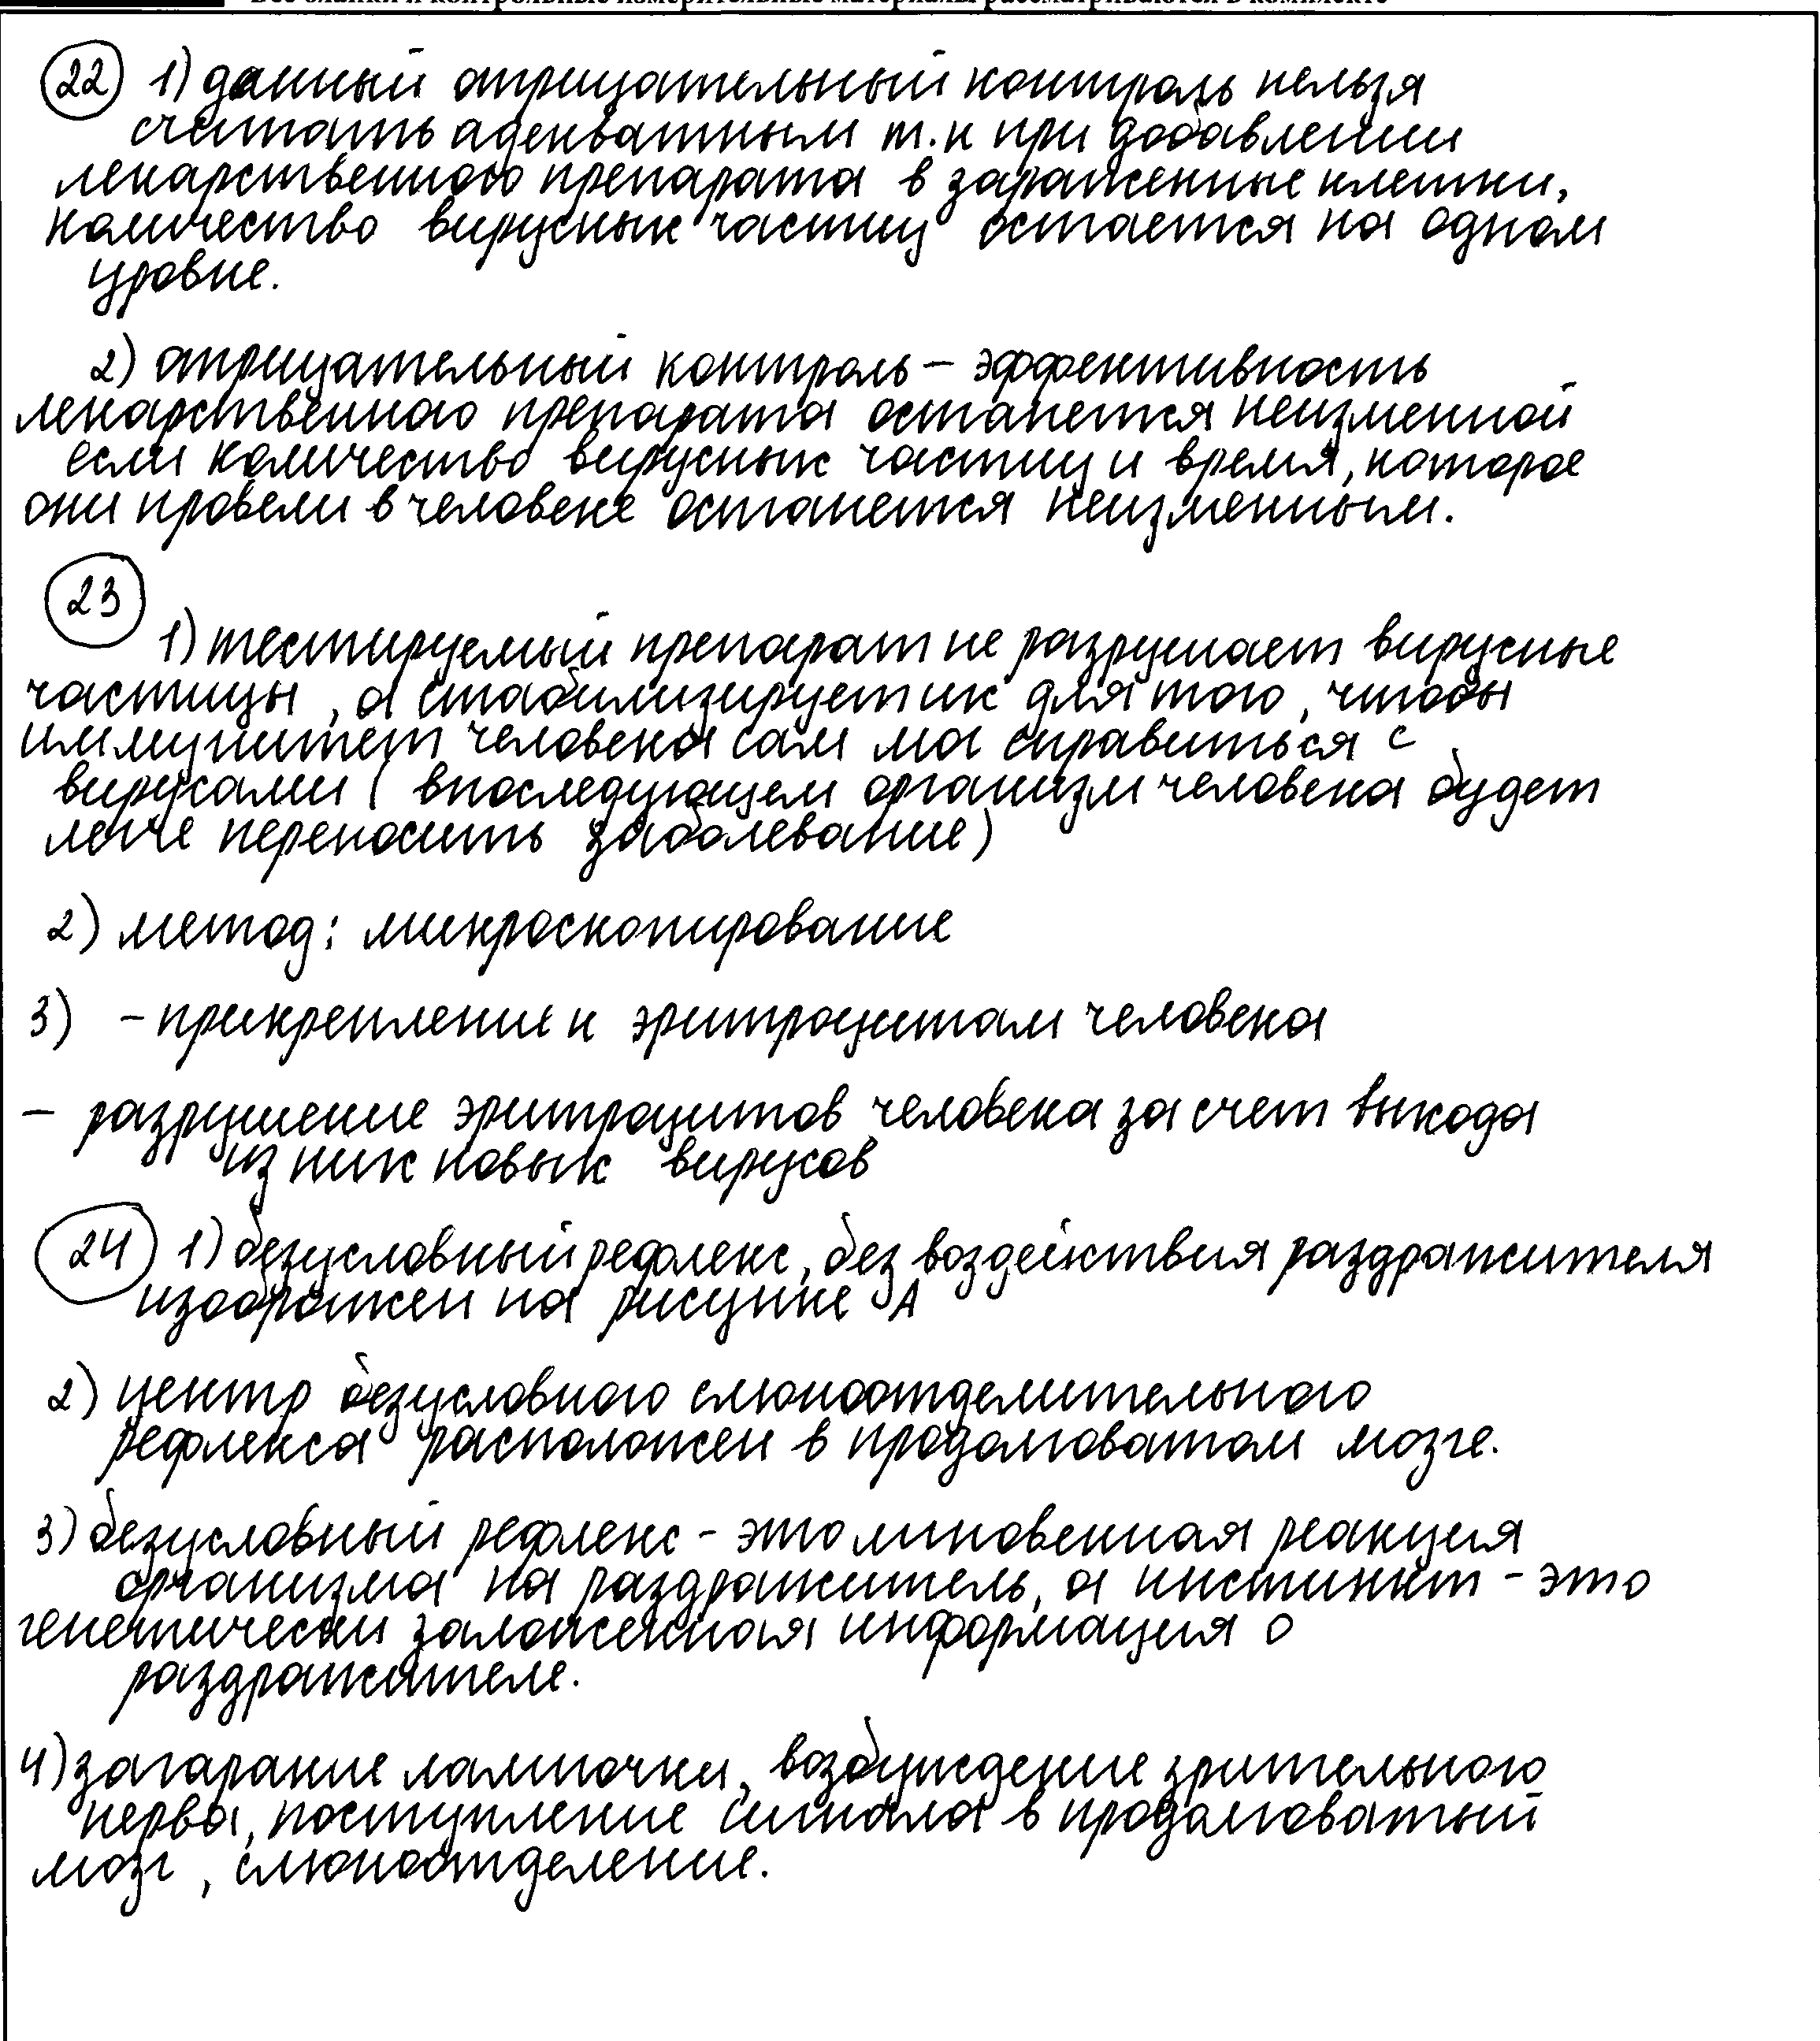 Все бланки и контрольные измерительные материалы рассматриваются в комплекте
22 1) данный отрицательный контроль нельзя
считать адекватным т.к при добавлении
лекарственного препарата в зараженные клетки,
количество вирусных частиц остается на одном
уровне.
2) отрицательный контроль – эффективность
лекарственного препарата останется неизменной
если количество вирусных частиц и время, которое
они провели в человеке останется неизменным.
23
1) тестируемый препарат не разрушает вирусные
частицы, а стабилизирует их для того, чтобы
иммунитет человека сам мог справиться с
вирусами ( впоследующем организм человека будет
легче переносить заболевание)
2) метод: микроскопирование
3) – прикрепление к эритроцитам человека
– разрушение эритроцитов человека за счет выхода
из них новых вирусов
24 1) безусловный рефлекс, без воздействия раздражителя
изображен на рисунке А
2) центр безусловного слюноотделительного
рефлекса расположен в продолговатом мозге.
3) безусловный рефлекс - это мгновенная реакция
организма на раздражитель, а инстинкт - это
генетически заложенная информация о
раздражителе.
4) загарание лампочки, возбуждение зрительного
нерва, поступление сигнала в продолговатый
мозг, слюноотделение.